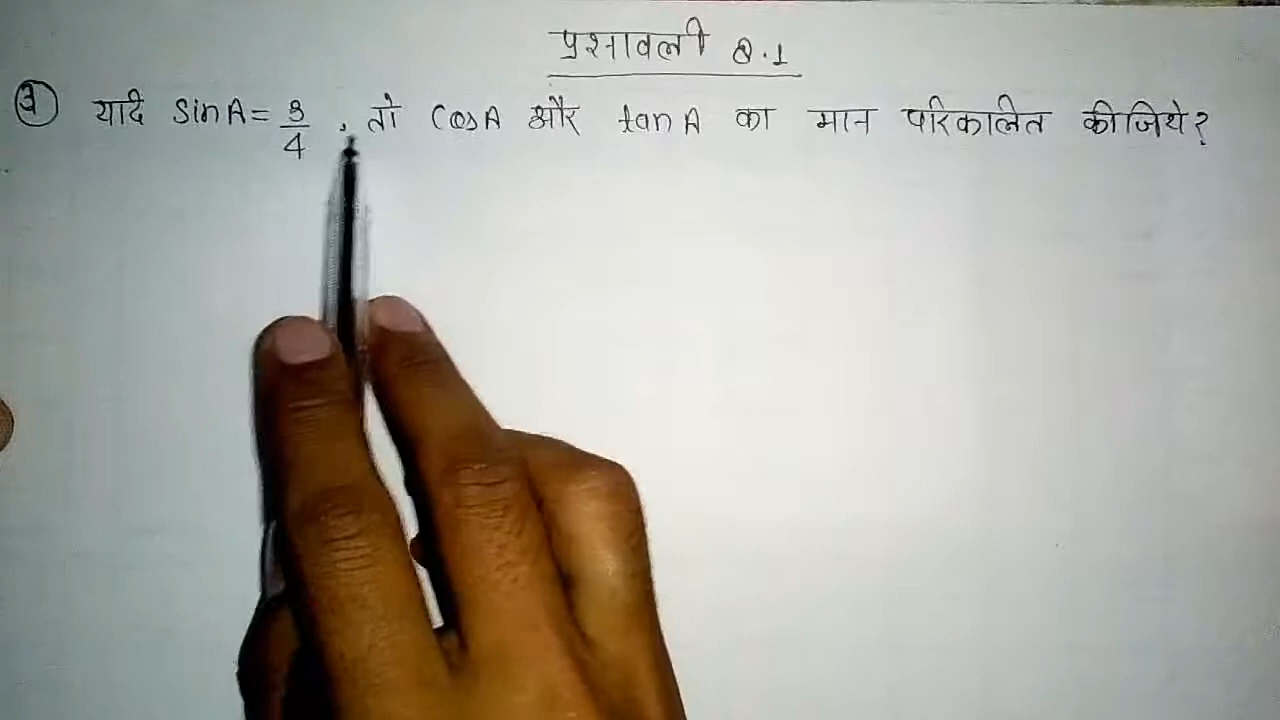 प्रश्नावली 8.1
③ यदि sinA= 3/4 , तो CosA और tanA का मान परिकलित कीजिये?